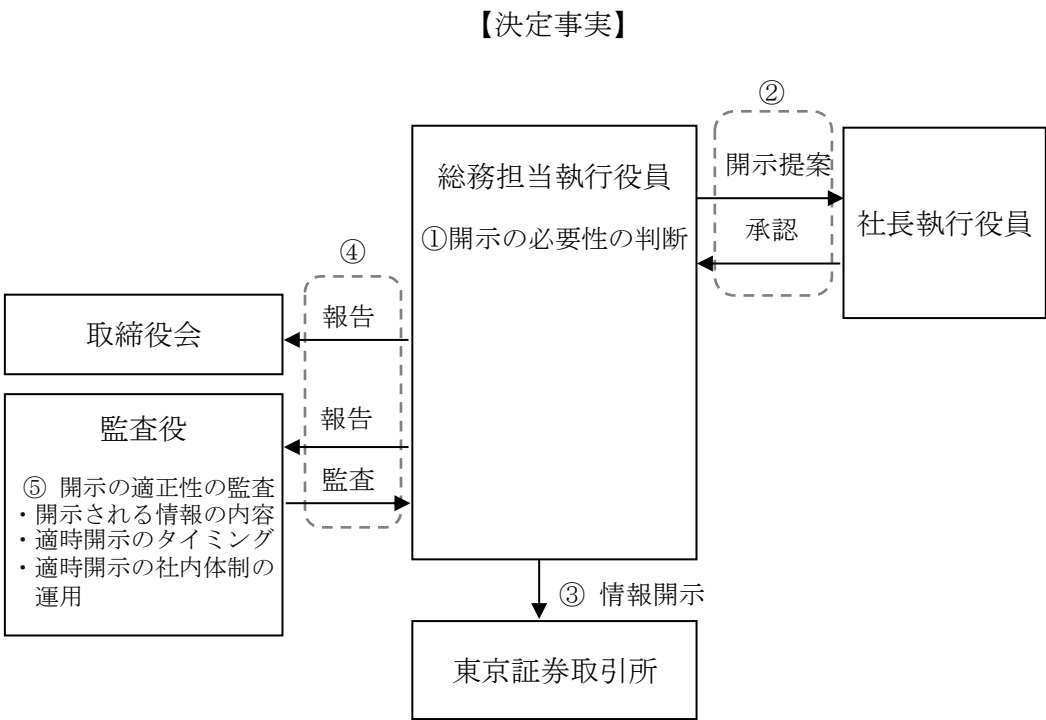 【決定事実】
②
総務担当執行役員
①開示の必要性の判断
開示提案
承認
社長執行役員
④
報告
取締役会
報告
監査
監査役
⑤ 開示の適正性の監査
・開示される情報の内容
・適時開示のタイミング
・適時開示の社内体制の
運用
③ 情報開示
東京証券取引所